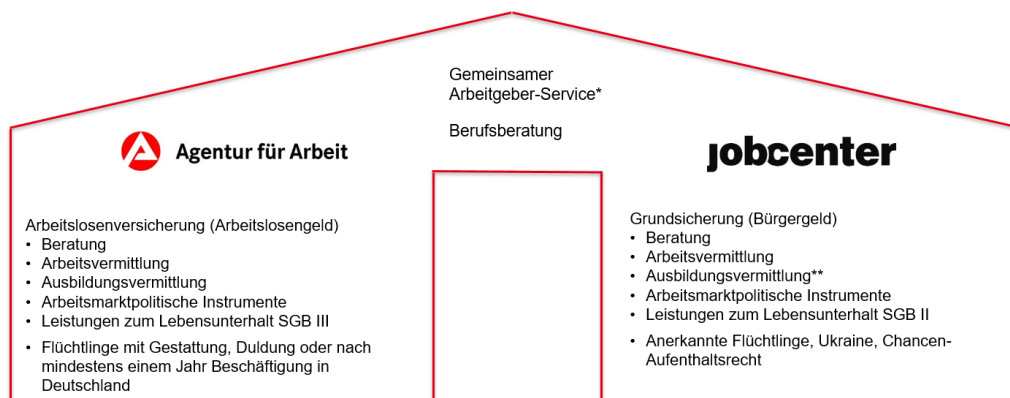 Gemeinsamer
Arbeitgeber-Service*
Berufsberatung
Agentur für Arbeit
Arbeitslosenversicherung (Arbeitslosengeld)
• Beratung
• Arbeitsvermittlung
• Ausbildungsvermittlung
• Arbeitsmarktpolitische Instrumente
• Leistungen zum Lebensunterhalt SGB III
• Flüchtlinge mit Gestattung, Duldung oder nach
mindestens einem Jahr Beschäftigung in
Deutschland
jobcenter
Grundsicherung (Bürgergeld)
• Beratung
• Arbeitsvermittlung
• Ausbildungsvermittlung**
• Arbeitsmarktpolitische Instrumente
• Leistungen zum Lebensunterhalt SGB II
• Anerkannte Flüchtlinge, Ukraine, Chancen-
Aufenthaltsrecht